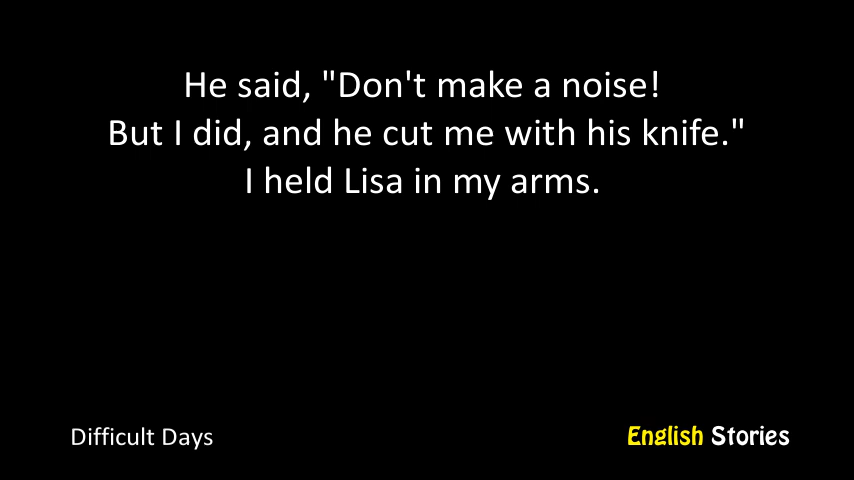 He said, "Don't make a noise!
But I did, and he cut me with his knife."
I held Lisa in my arms.
Difficult Days
English Stories